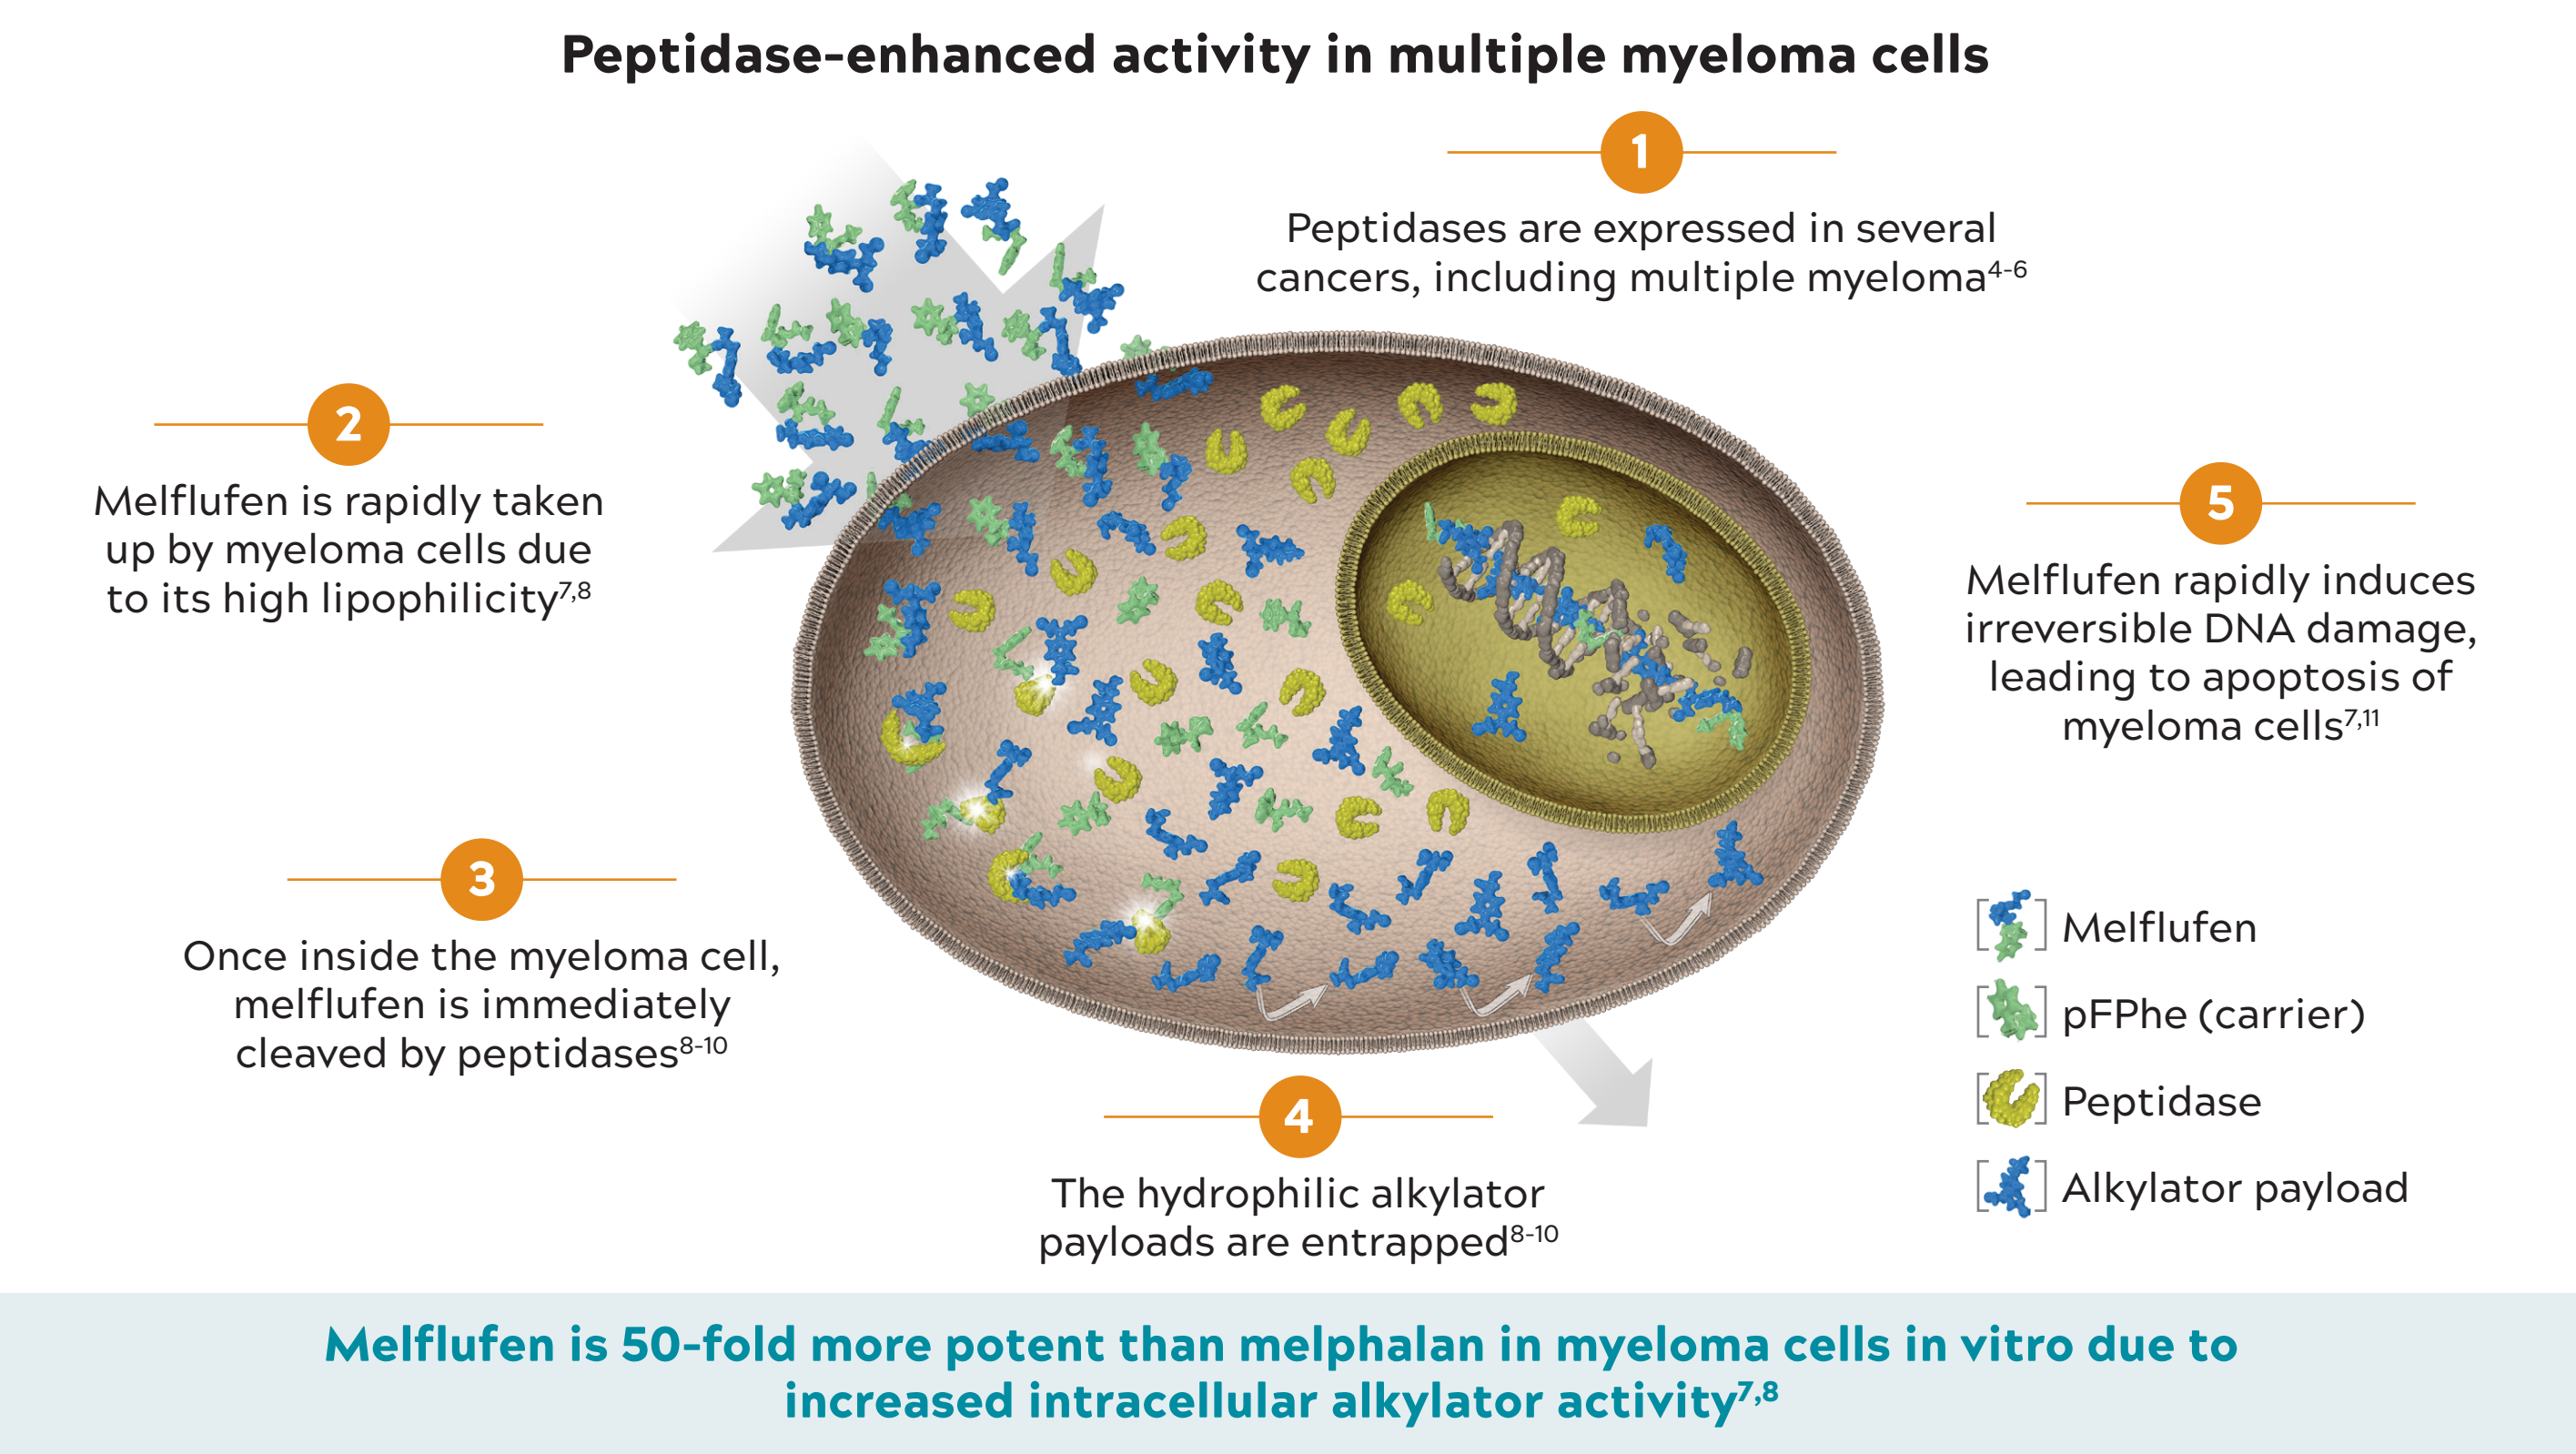 Peptidase-enhanced activity in multiple myeloma cells
1
Peptidases are expressed in several
cancers, including multiple myeloma4-6
2
Melflufen is rapidly taken
up by myeloma cells due
to its high lipophilicity7,8
3
Once inside the myeloma cell,
melflufen is immediately
cleaved by peptidases8-10
4
The hydrophilic alkylator
payloads are entrapped8-10
5
Melflufen rapidly induces
irreversible DNA damage,
leading to apoptosis of
myeloma cells7,11
Melflufen
pFPhe (carrier)
Peptidase
Alkylator payload
Melflufen is 50-fold more potent than melphalan in myeloma cells in vitro due to
increased intracellular alkylator activity7,8